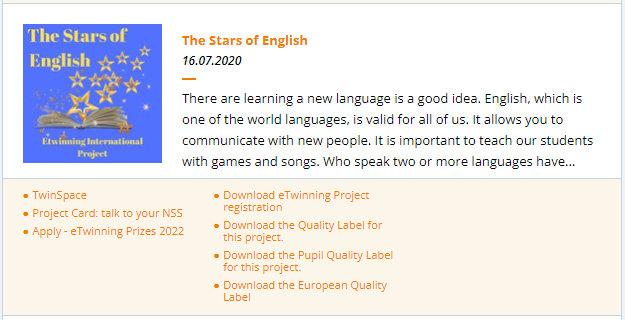 The Stars of
English
Etwinning International
Project
The Stars of English
16.07.2020
There are learning a new language is a good idea. English, which is
one of the world languages, is valid for all of us. It allows you to
communicate with new people. It is important to teach our students
with games and songs. Who speak two or more languages have...
TwinSpace
Project Card: talk to your NSS
Apply - eTwinning Prizes 2022
Download eTwinning Project
registration
Download the Quality Label for
this project.
Download the Pupil Quality Label
for this project.
Download the European Quality
Label